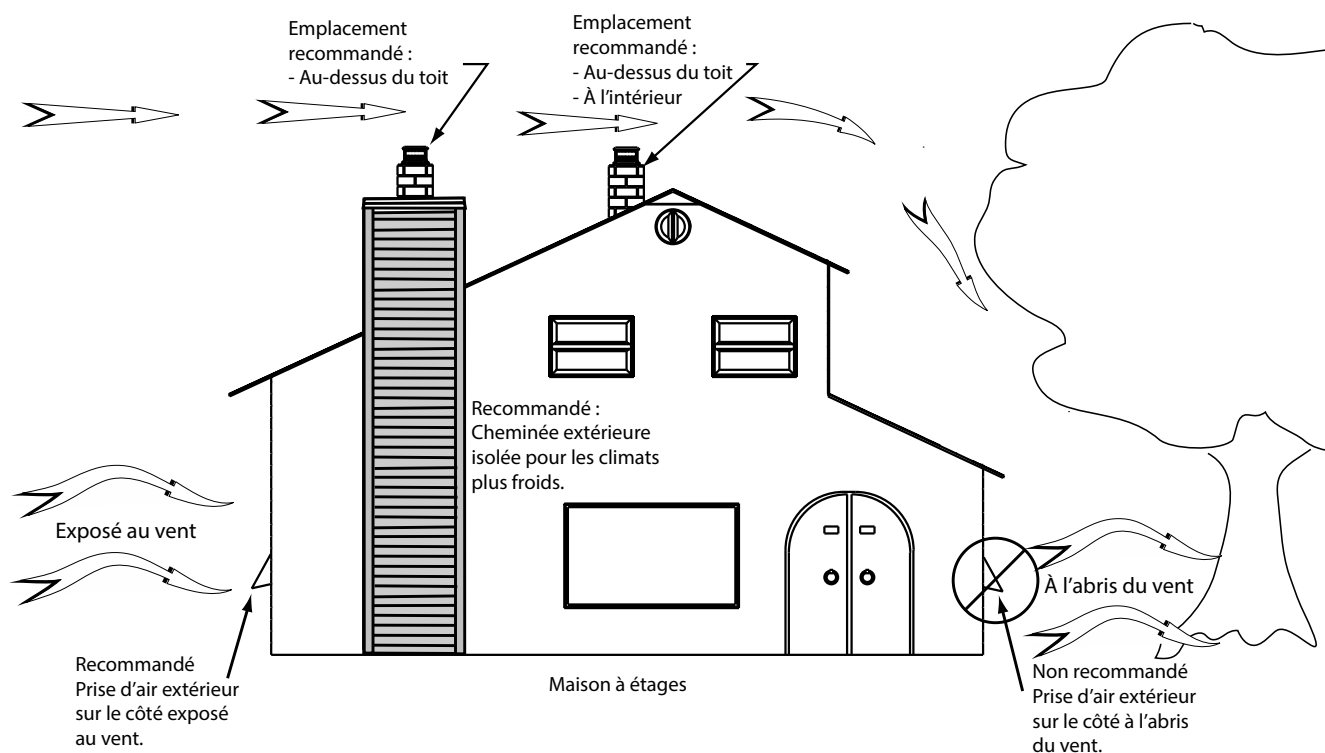 Emplacement
recommandé :
- Au-dessus du toit
Emplacement
recommandé :
- Au-dessus du toit
- À l'intérieur
Recommandé :
Cheminée extérieure
isolée pour les climats
plus froids.
Exposé au vent
À l'abris du vent
Recommandé
Prise d'air extérieur
sur le côté exposé
au vent.
Maison à étages
Non recommandé
Prise d'air extérieur
sur le côté à l'abris
du vent.